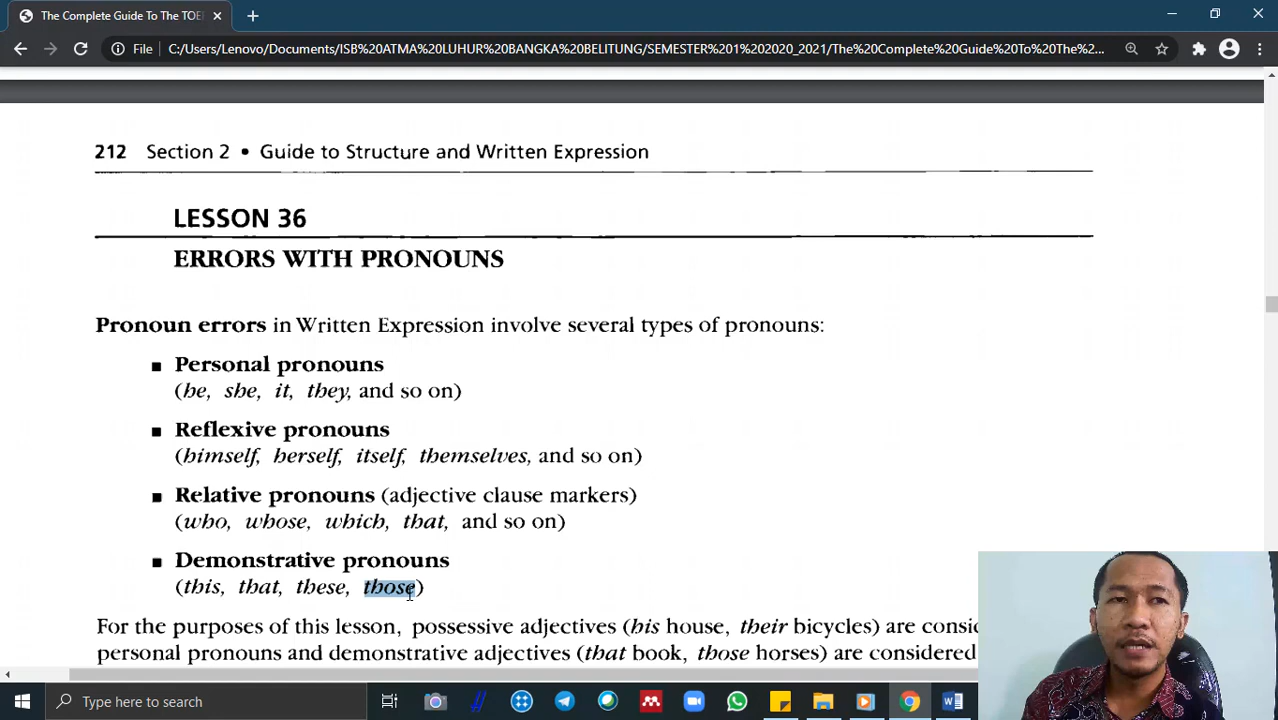 The Complete Guide To The TOE
File C:/Users/Lenovo/Documents/ISB%20ATMA%20LUHUR%20BANGKA%20BELITUNG/SEMESTER%201%202020_2021/The%20Complete%20Guide%20To%20The%2...
212 Section 2 • Guide to Structure and Written Expression
LESSON 36
ERRORS WITH PRONOUNS
Pronoun errors in Written Expression involve several types of pronouns:
■ Personal pronouns
(he, she, it, they, and so on)
■ Reflexive pronouns
(himself, herself, itself, themselves, and so on)
■ Relative pronouns (adjective clause markers)
(who, whose, which, that, and so on)
■ Demonstrative pronouns
(this, that, these, those)
For the purposes of this lesson, possessive adjectives (his house, their bicycles) are consi
personal pronouns and demonstrative adjectives (that book, those horses) are considered
Type here to search